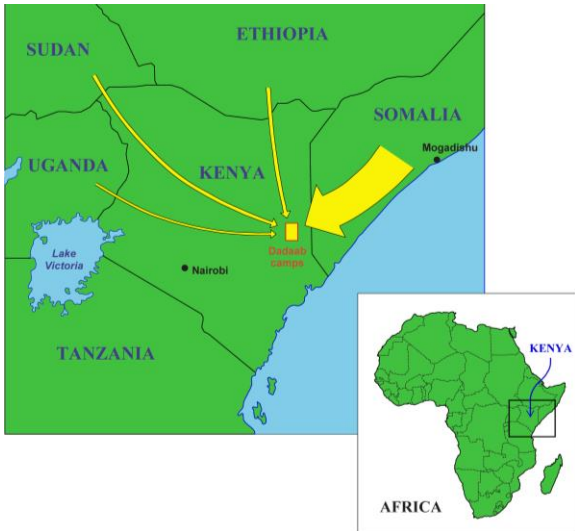 SUDAN
ETHIOPIA
SOMALIA
Mogadishu
UGANDA
KENYA
Lake
Victoria
Dadaab
camps
Nairobi
TANZANIA
KENYA
AFRICA